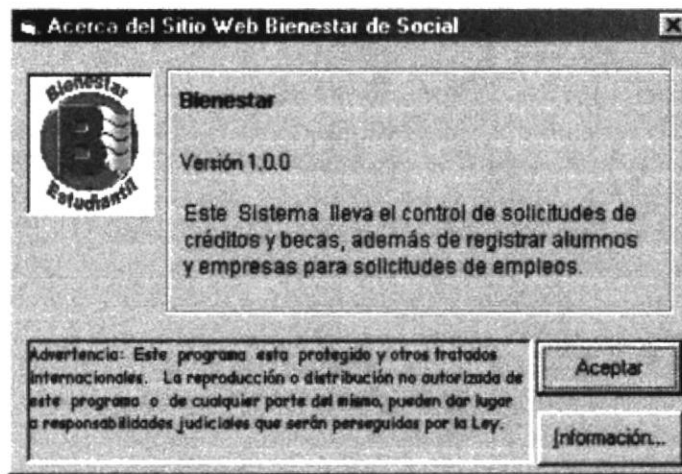 Acerca del Sitio Web Bienestar de Social
Bienestar
Estudiantil
Bienestar
Versión 1.0.0
Este Sistema lleva el control de solicitudes de
créditos y becas, además de registrar alumnos
y empresas para solicitudes de empleos.
Advertencia: Este programa esta protegido y otros tratados
internacionales. La reproducción o distribución no autorizada de
este programa o de cualquier parte del mismo, pueden dar lugar
a responsabilidades judiciales que serán perseguidas por la Ley.
Aceptar
Información...